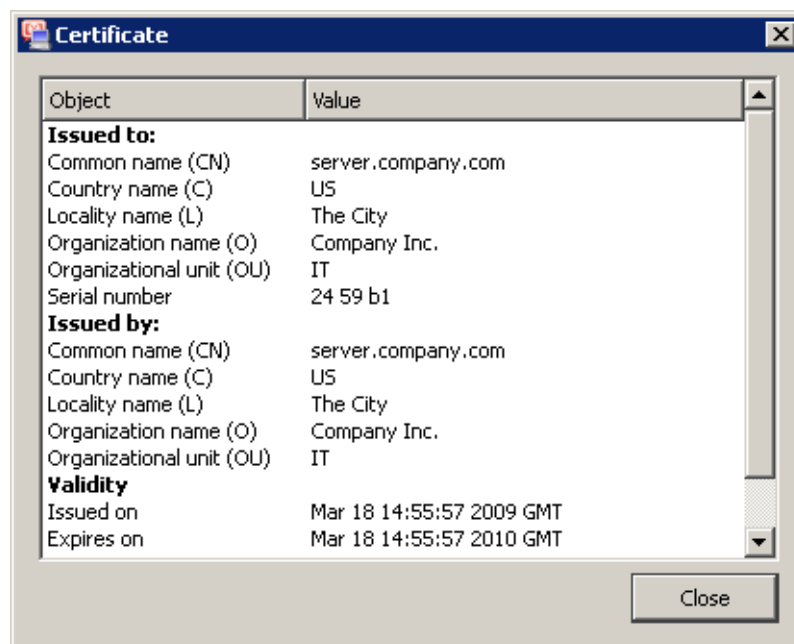 Certificate
Object Value
Issued to:
Common name (CN) server.company.com
Country name (C) US
Locality name (L) The City
Organization name (O) Company Inc.
Organizational unit (OU) IT
Serial number 24 59 b1
Issued by:
Common name (CN) server.company.com
Country name (C) US
Locality name (L) The City
Organization name (O) Company Inc.
Organizational unit (OU) IT
Validity
Issued on Mar 18 14:55:57 2009 GMT
Expires on Mar 18 14:55:57 2010 GMT
Close